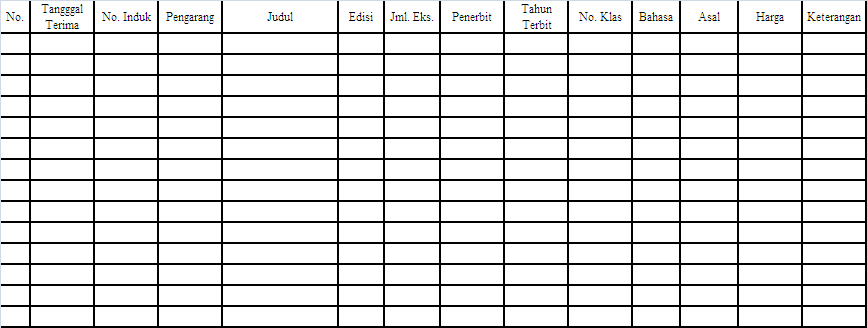 No.
Tangggal
Terima
No. Induk
Pengarang
Judul
Edisi
Jml. Eks.
Penerbit
Tahun
Terbit
No. Klas
Bahasa
Asal
Harga
Keterangan